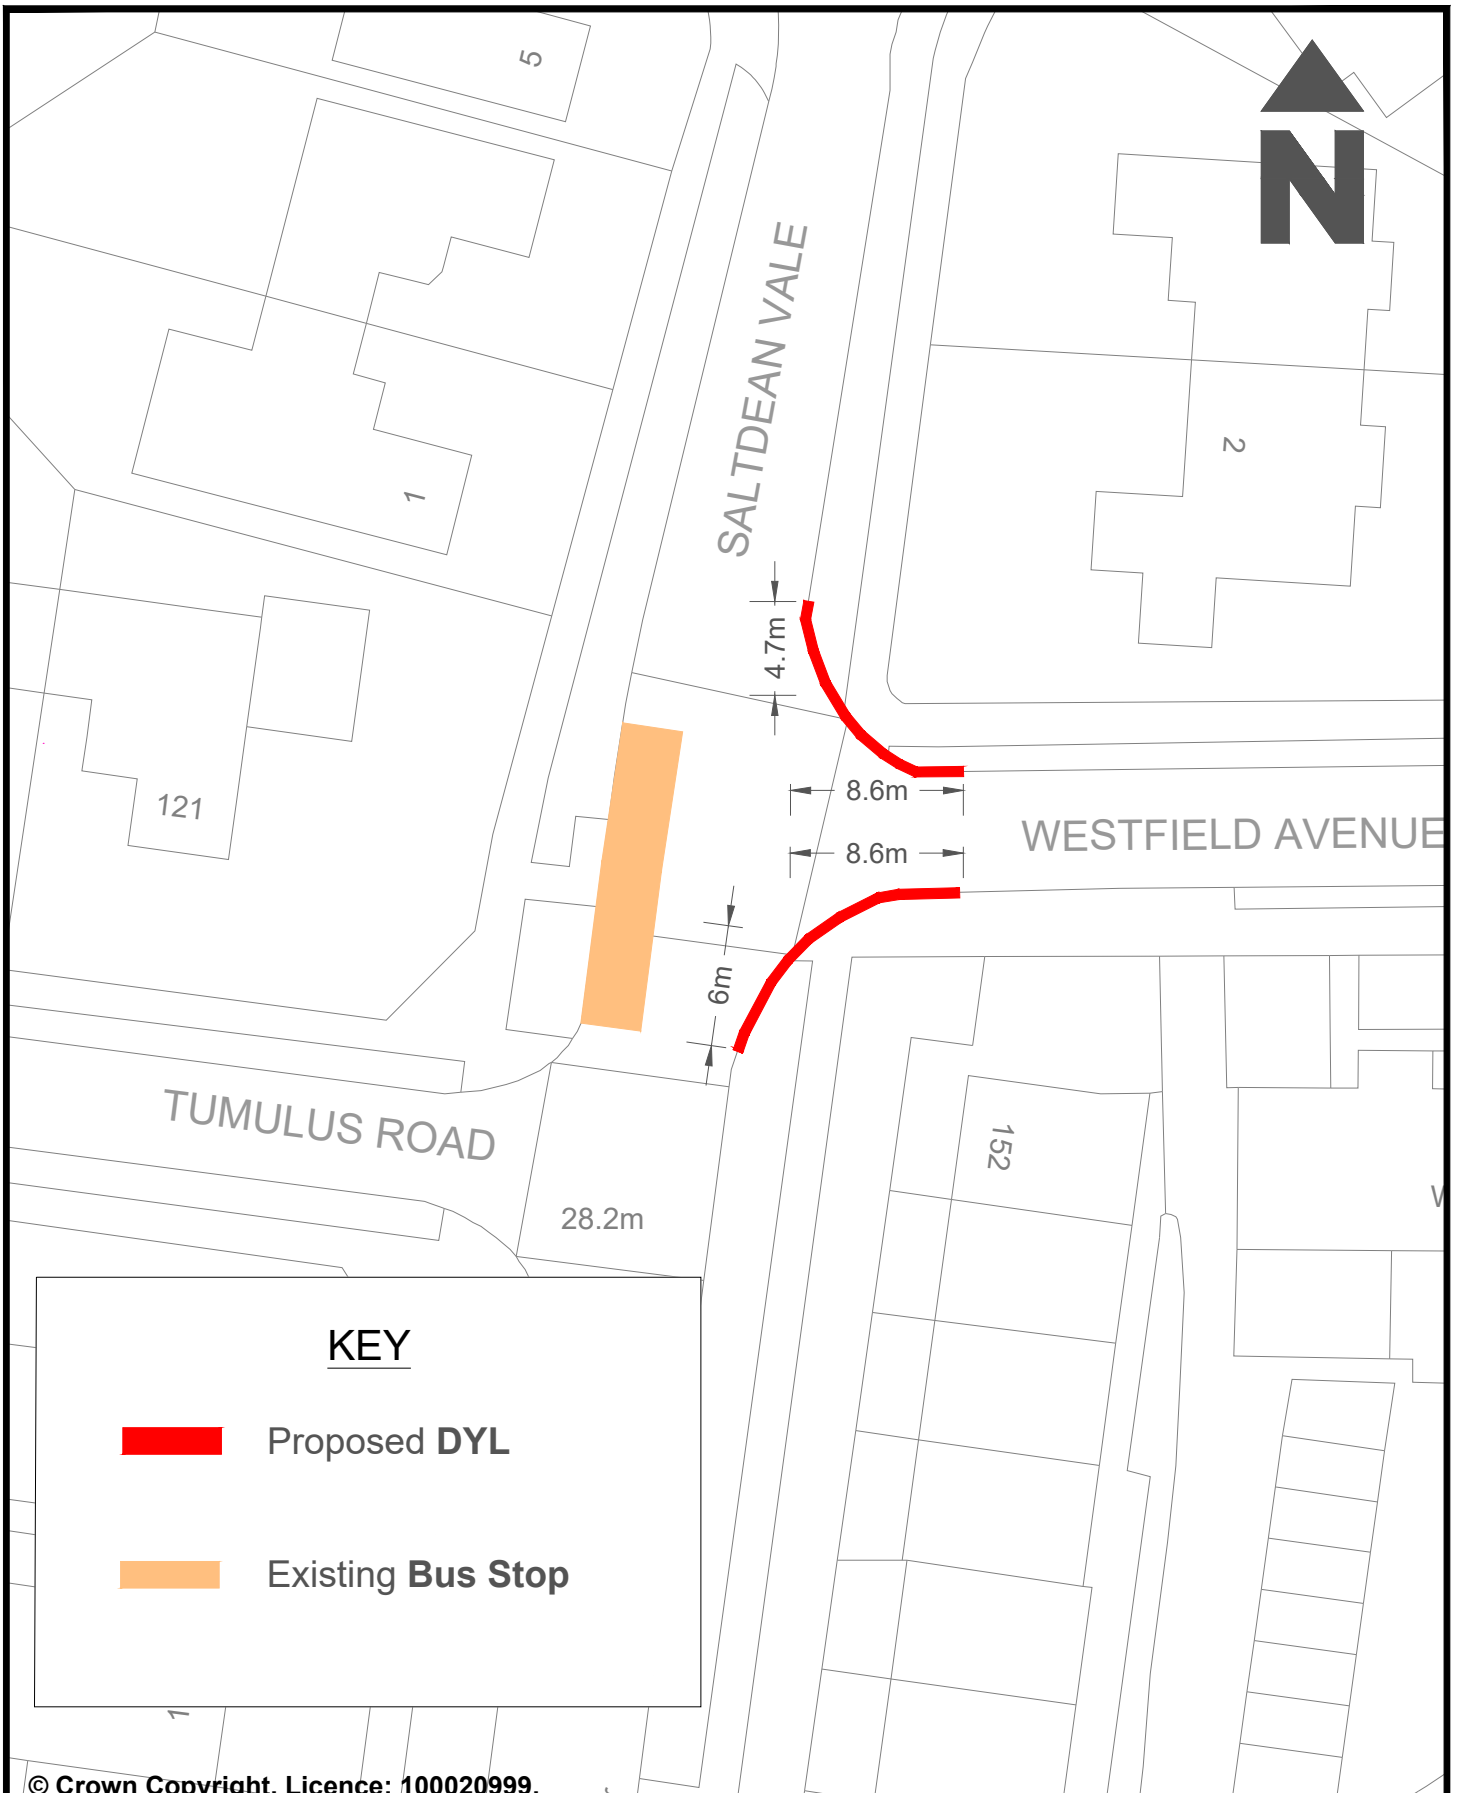 5
N
SALTDEAN VALE
2
1
4.7m
121
8.6m
WESTFIELD AVENUE
8.6m
6m
TUMULUS ROAD
152
28.2m
KEY
Proposed DYL
Existing Bus Stop
1
© Crown Copyright. Licence: 100020999.